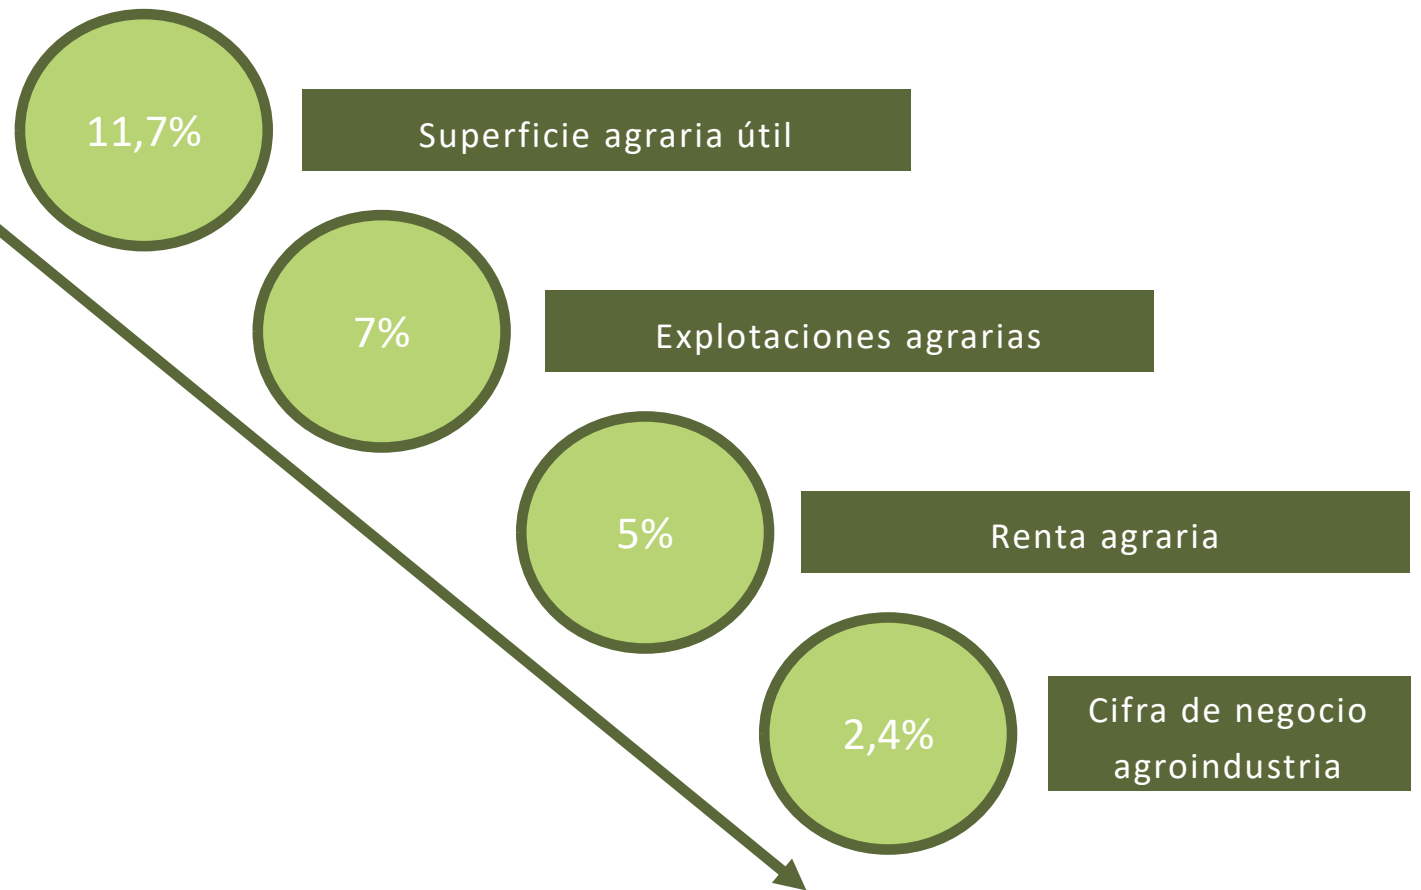 11,7%
Superficie agraria útil
7%
Explotaciones agrarias
5%
Renta agraria
2,4%
Cifra de negocio
agroindustria